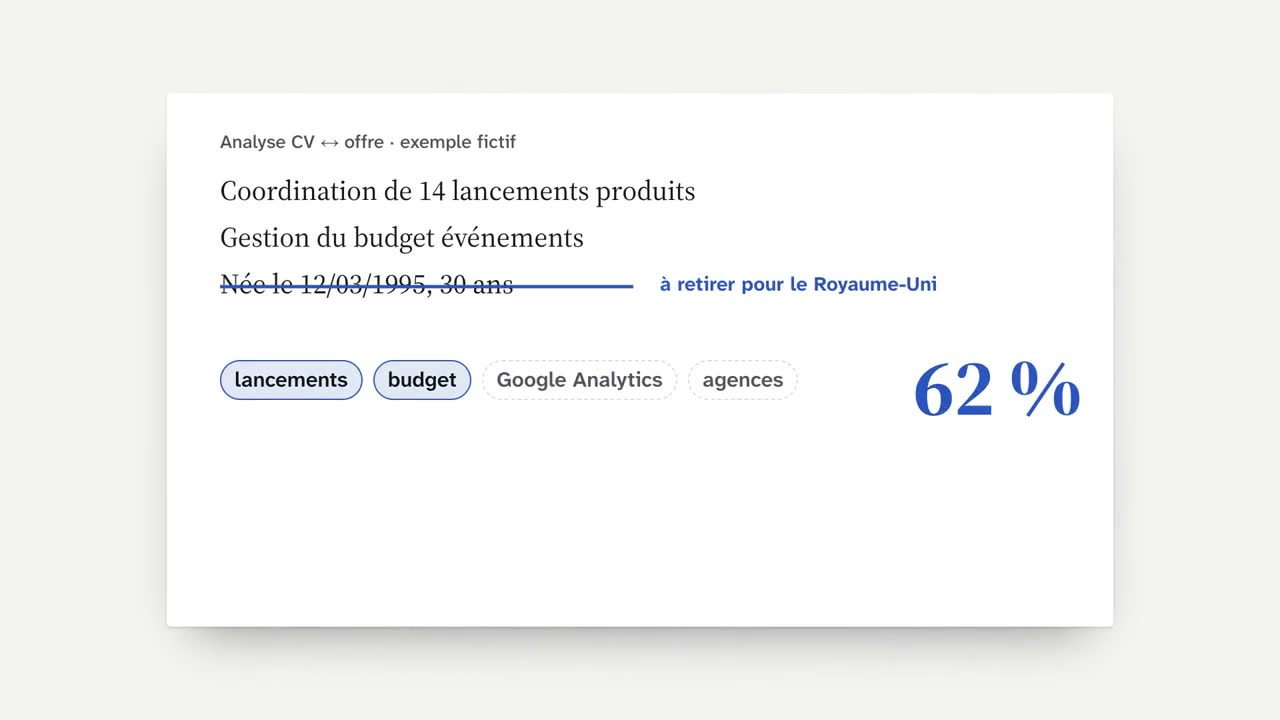 Analyse CV ↔ offre · exemple fictif
Coordination de 14 lancements produits
Gestion du budget événements
Née le 12/03/1995, 30 ans
à retirer pour le Royaume-Uni
lancements
budget
Google Analytics
agences
62 %